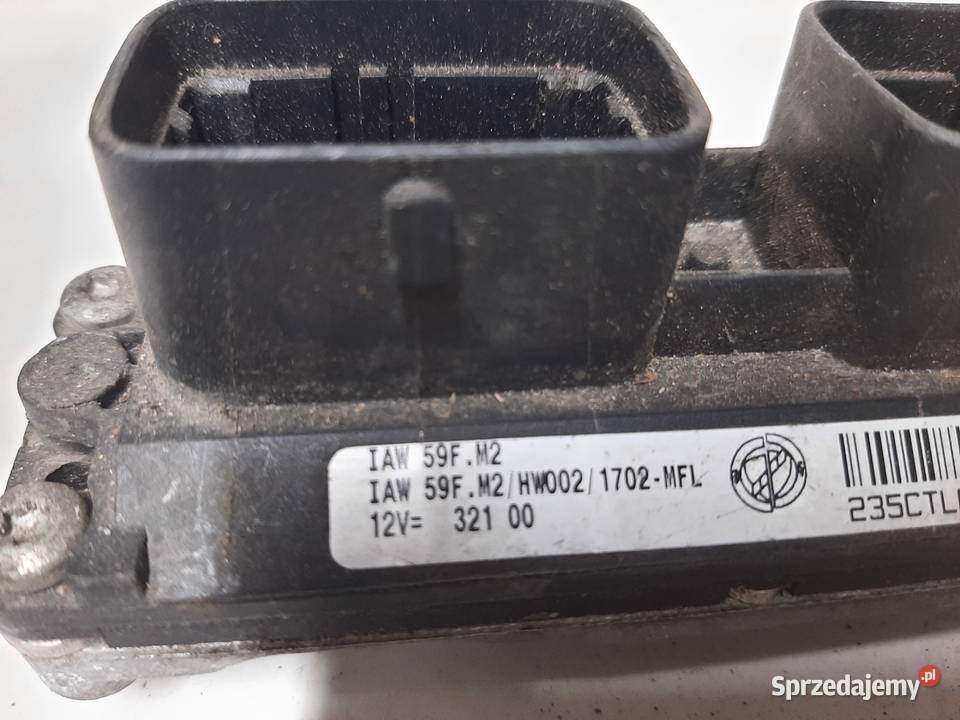 IAW 59F.M2
IAW 59F.M2/HW002/1702-MFL
12V= 321 00
235CTL
Sprzedajemy.pl